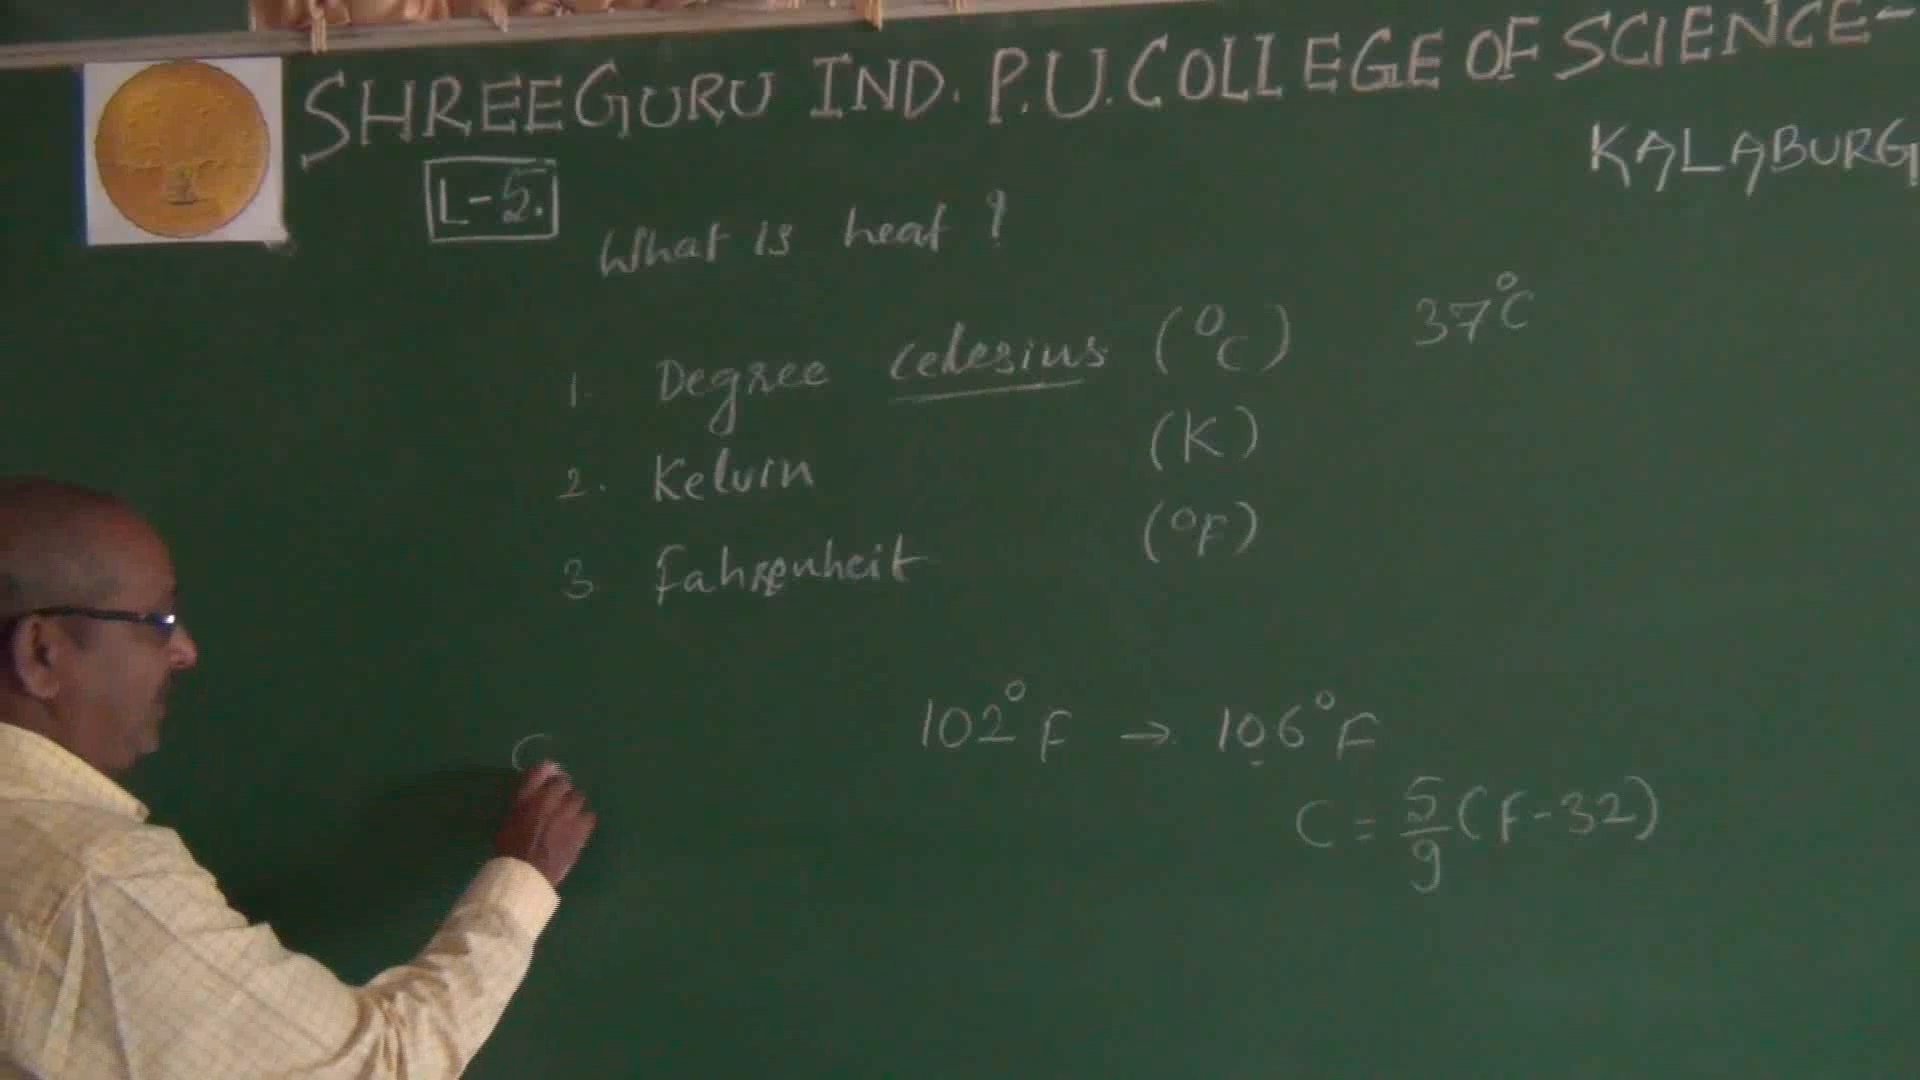 SHREEGURU IND. P.U. COLLEGE OF SCIENCE-
KALABURG
L-5.
What is heat ?
1. Degree celesius (°C) 37°C
2. Kelvin (K)
3 Fahrenheit (°F)
102°F → 106°F
C = 5/9 (F-32)
C